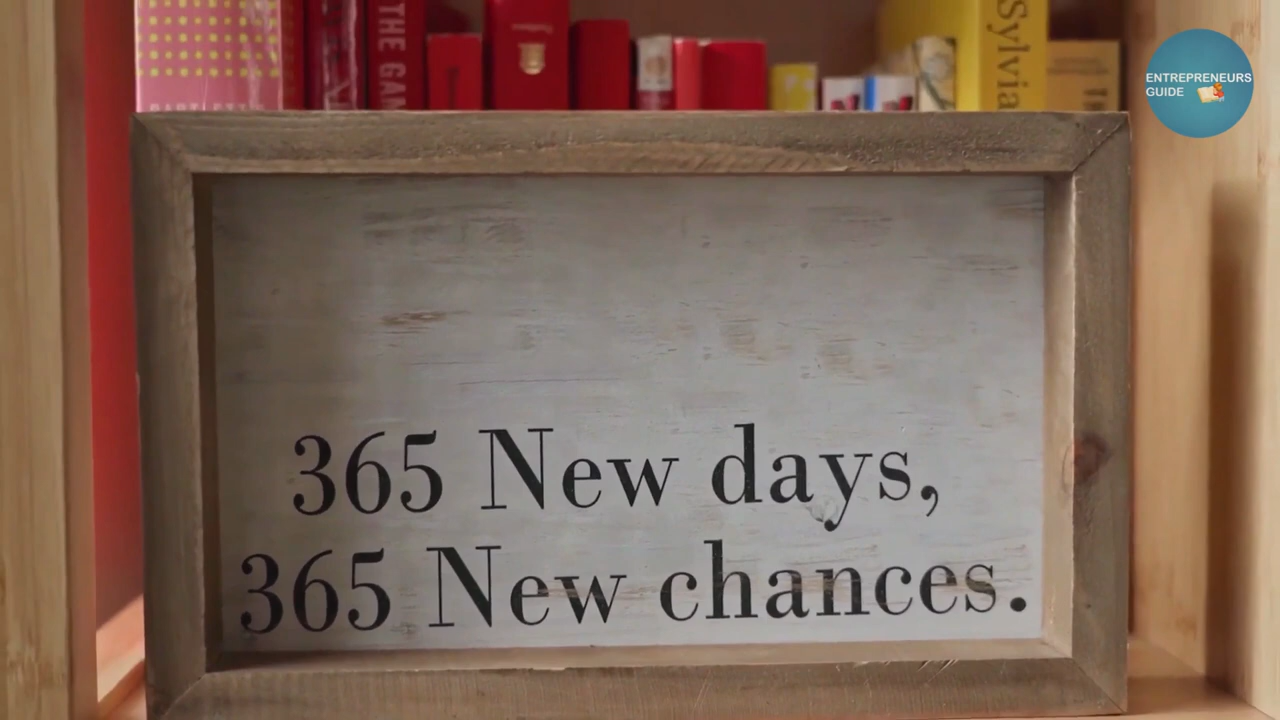 THE GAM
Sylvia
ENTREPRENEURS
GUIDE
365 New days,
365 New chances.